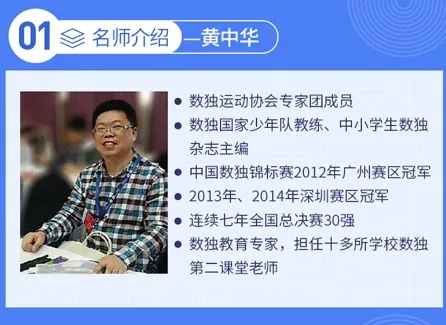 01 名师介绍—黄中华
数独运动协会专家团成员
数独国家少年队教练、中小学生数独
杂志主编
中国数独锦标赛2012年广州赛区冠军
2013年、2014年深圳赛区冠军
连续七年全国总决赛30强
数独教育专家，担任十多所学校数独
第二课堂老师